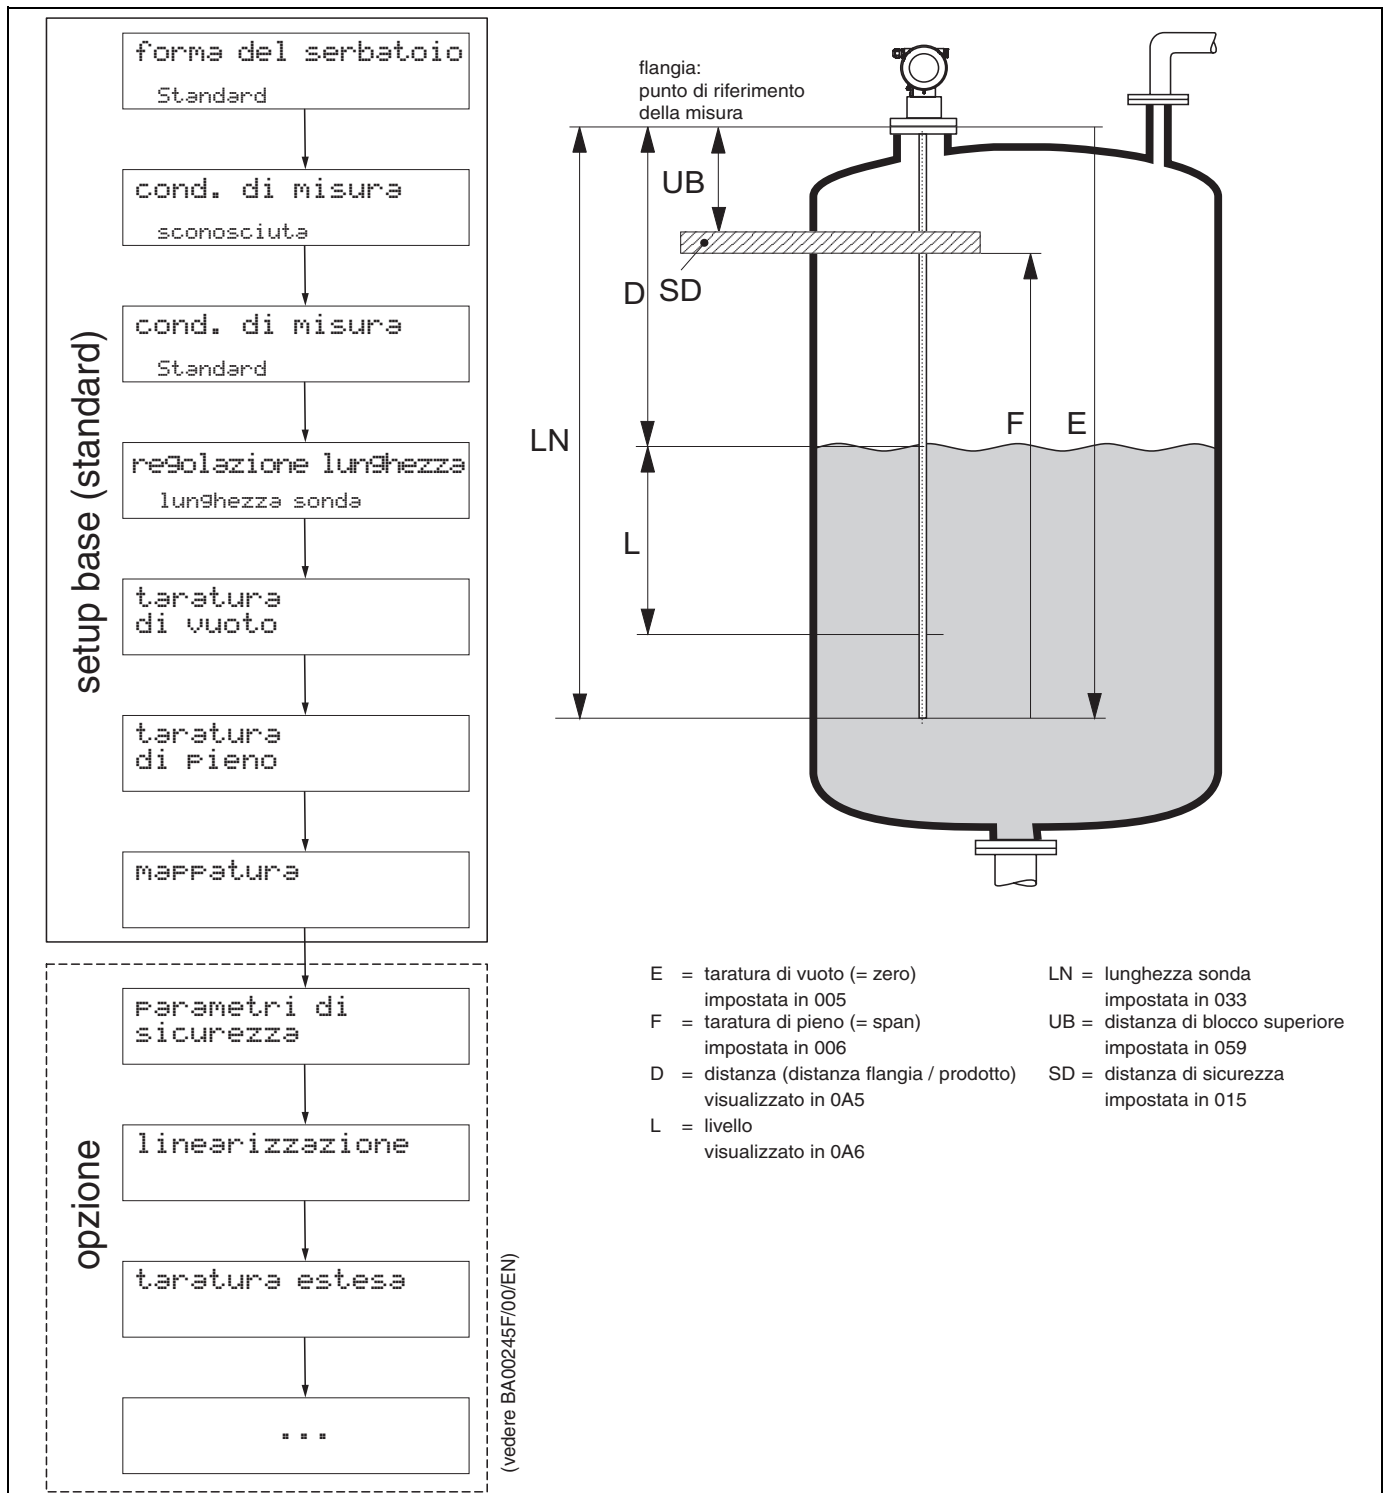 setup base (standard)
forma del serbatoio
Standard
cond. di misura
sconosciuta
cond. di misura
Standard
regolazione lunghezza
lunghezza sonda
taratura
di vuoto
taratura
di pieno
mappatura
opzione
parametri di
sicurezza
linearizzazione
taratura estesa
...
(vedere BA00245F/00/EN)
flangia:
punto di riferimento
della misura
UB
D
SD
LN
F
E
L
E = taratura di vuoto (= zero)
impostata in 005
F = taratura di pieno (= span)
impostata in 006
D = distanza (distanza flangia / prodotto)
visualizzato in 0A5
L = livello
visualizzato in 0A6
LN = lunghezza sonda
impostata in 033
UB = distanza di blocco superiore
impostata in 059
SD = distanza di sicurezza
impostata in 015